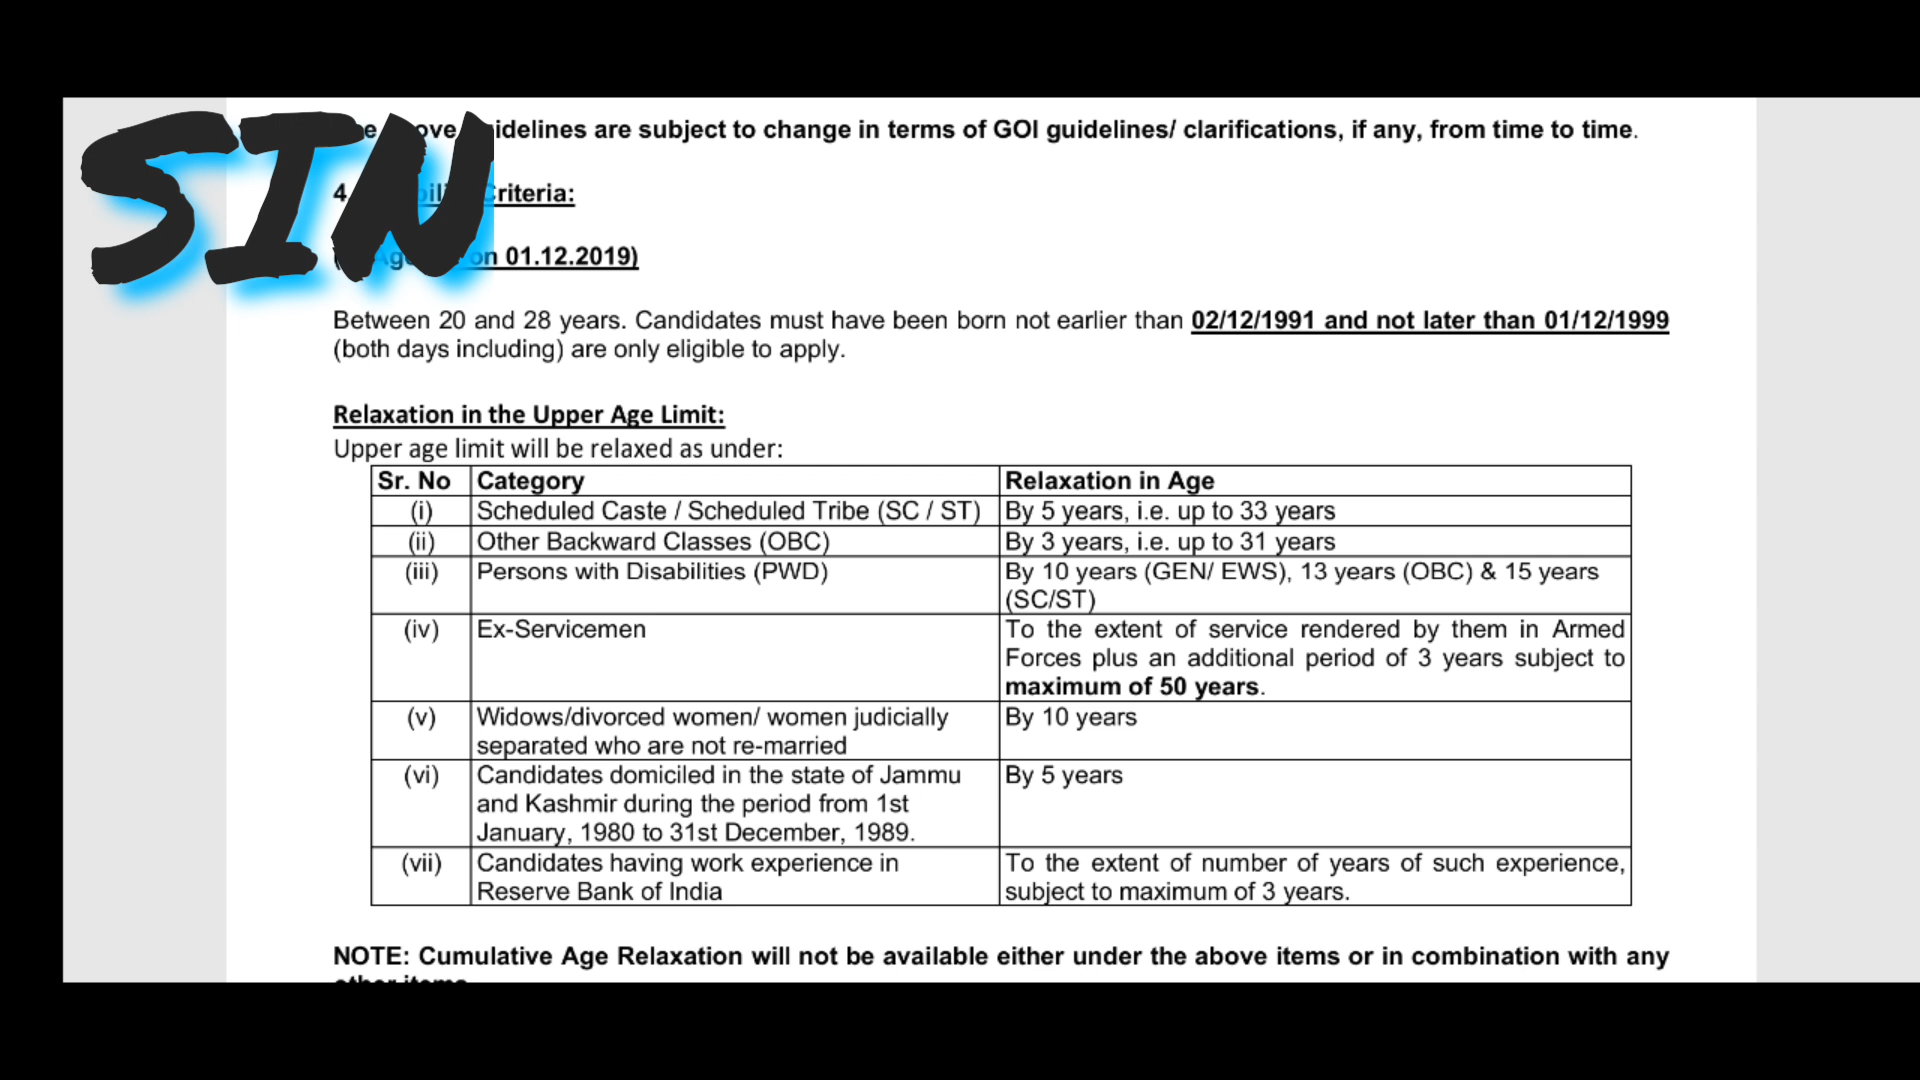 SIN
idelines are subject to change in terms of GOI guidelines/ clarifications, if any, from time to time.
4 Criteria:
on 01.12.2019)
Between 20 and 28 years. Candidates must have been born not earlier than 02/12/1991 and not later than 01/12/1999
(both days including) are only eligible to apply.
Relaxation in the Upper Age Limit:
Upper age limit will be relaxed as under:
Sr. No Category Relaxation in Age
(i) Scheduled Caste / Scheduled Tribe (SC / ST) By 5 years, i.e. up to 33 years
(ii) Other Backward Classes (OBC) By 3 years, i.e. up to 31 years
(iii) Persons with Disabilities (PWD) By 10 years (GEN/ EWS), 13 years (OBC) & 15 years
(SC/ST)
(iv) Ex-Servicemen To the extent of service rendered by them in Armed
Forces plus an additional period of 3 years subject to
maximum of 50 years.
(v) Widows/divorced women/ women judicially By 10 years
separated who are not re-married
(vi) Candidates domiciled in the state of Jammu By 5 years
and Kashmir during the period from 1st
January, 1980 to 31st December, 1989.
(vii) Candidates having work experience in To the extent of number of years of such experience,
Reserve Bank of India subject to maximum of 3 years.
NOTE: Cumulative Age Relaxation will not be available either under the above items or in combination with any